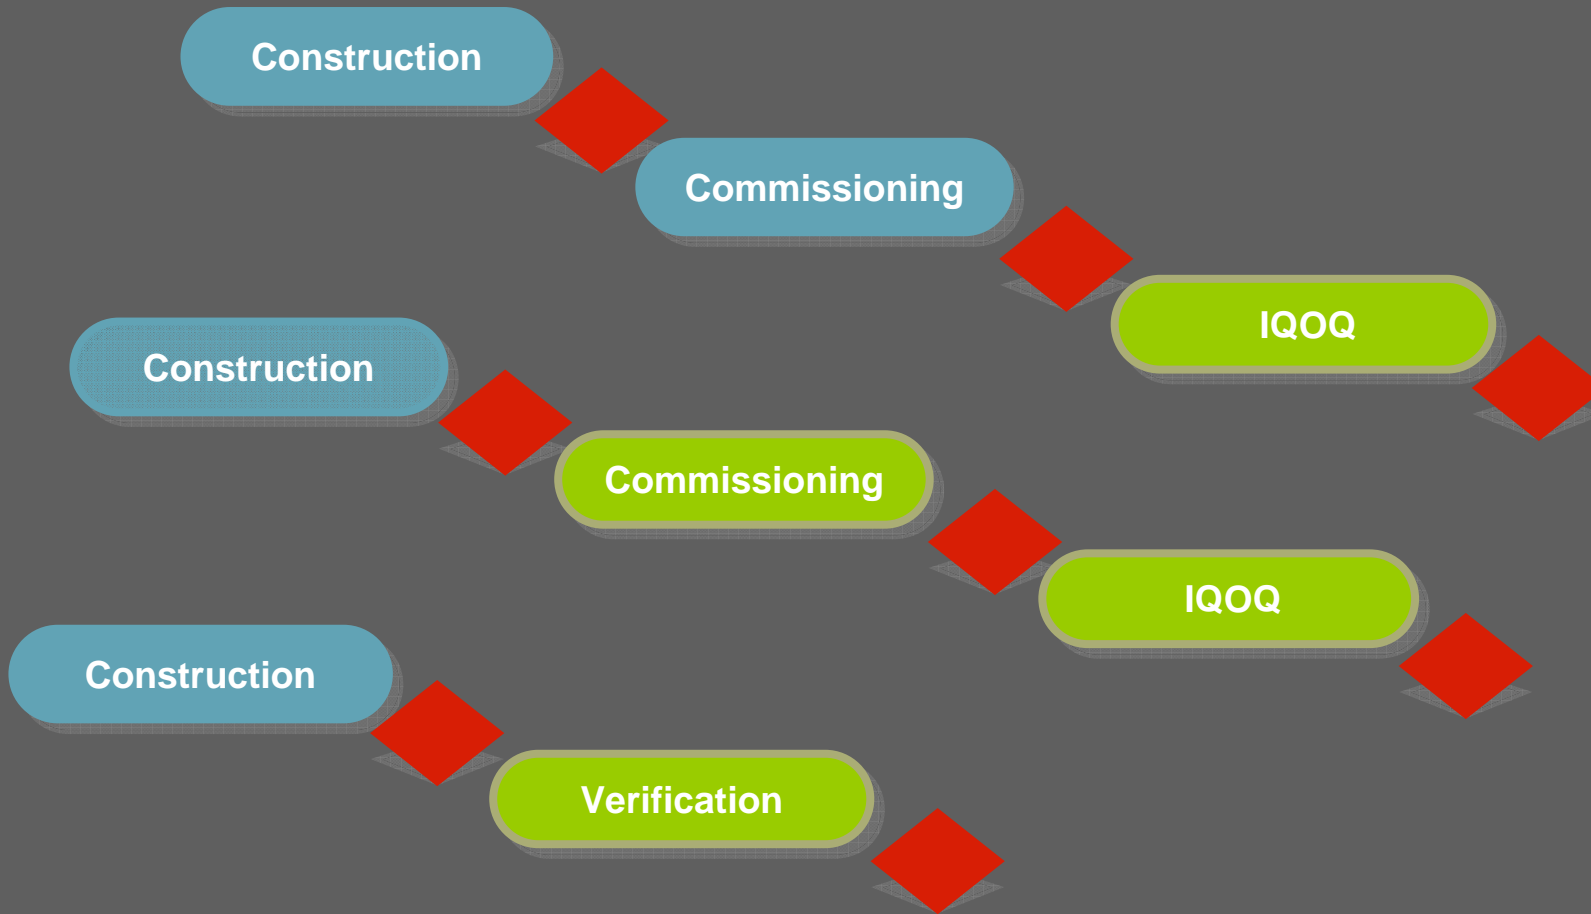 Construction
Commissioning
IQOQ
Construction
Commissioning
IQOQ
Construction
Verification